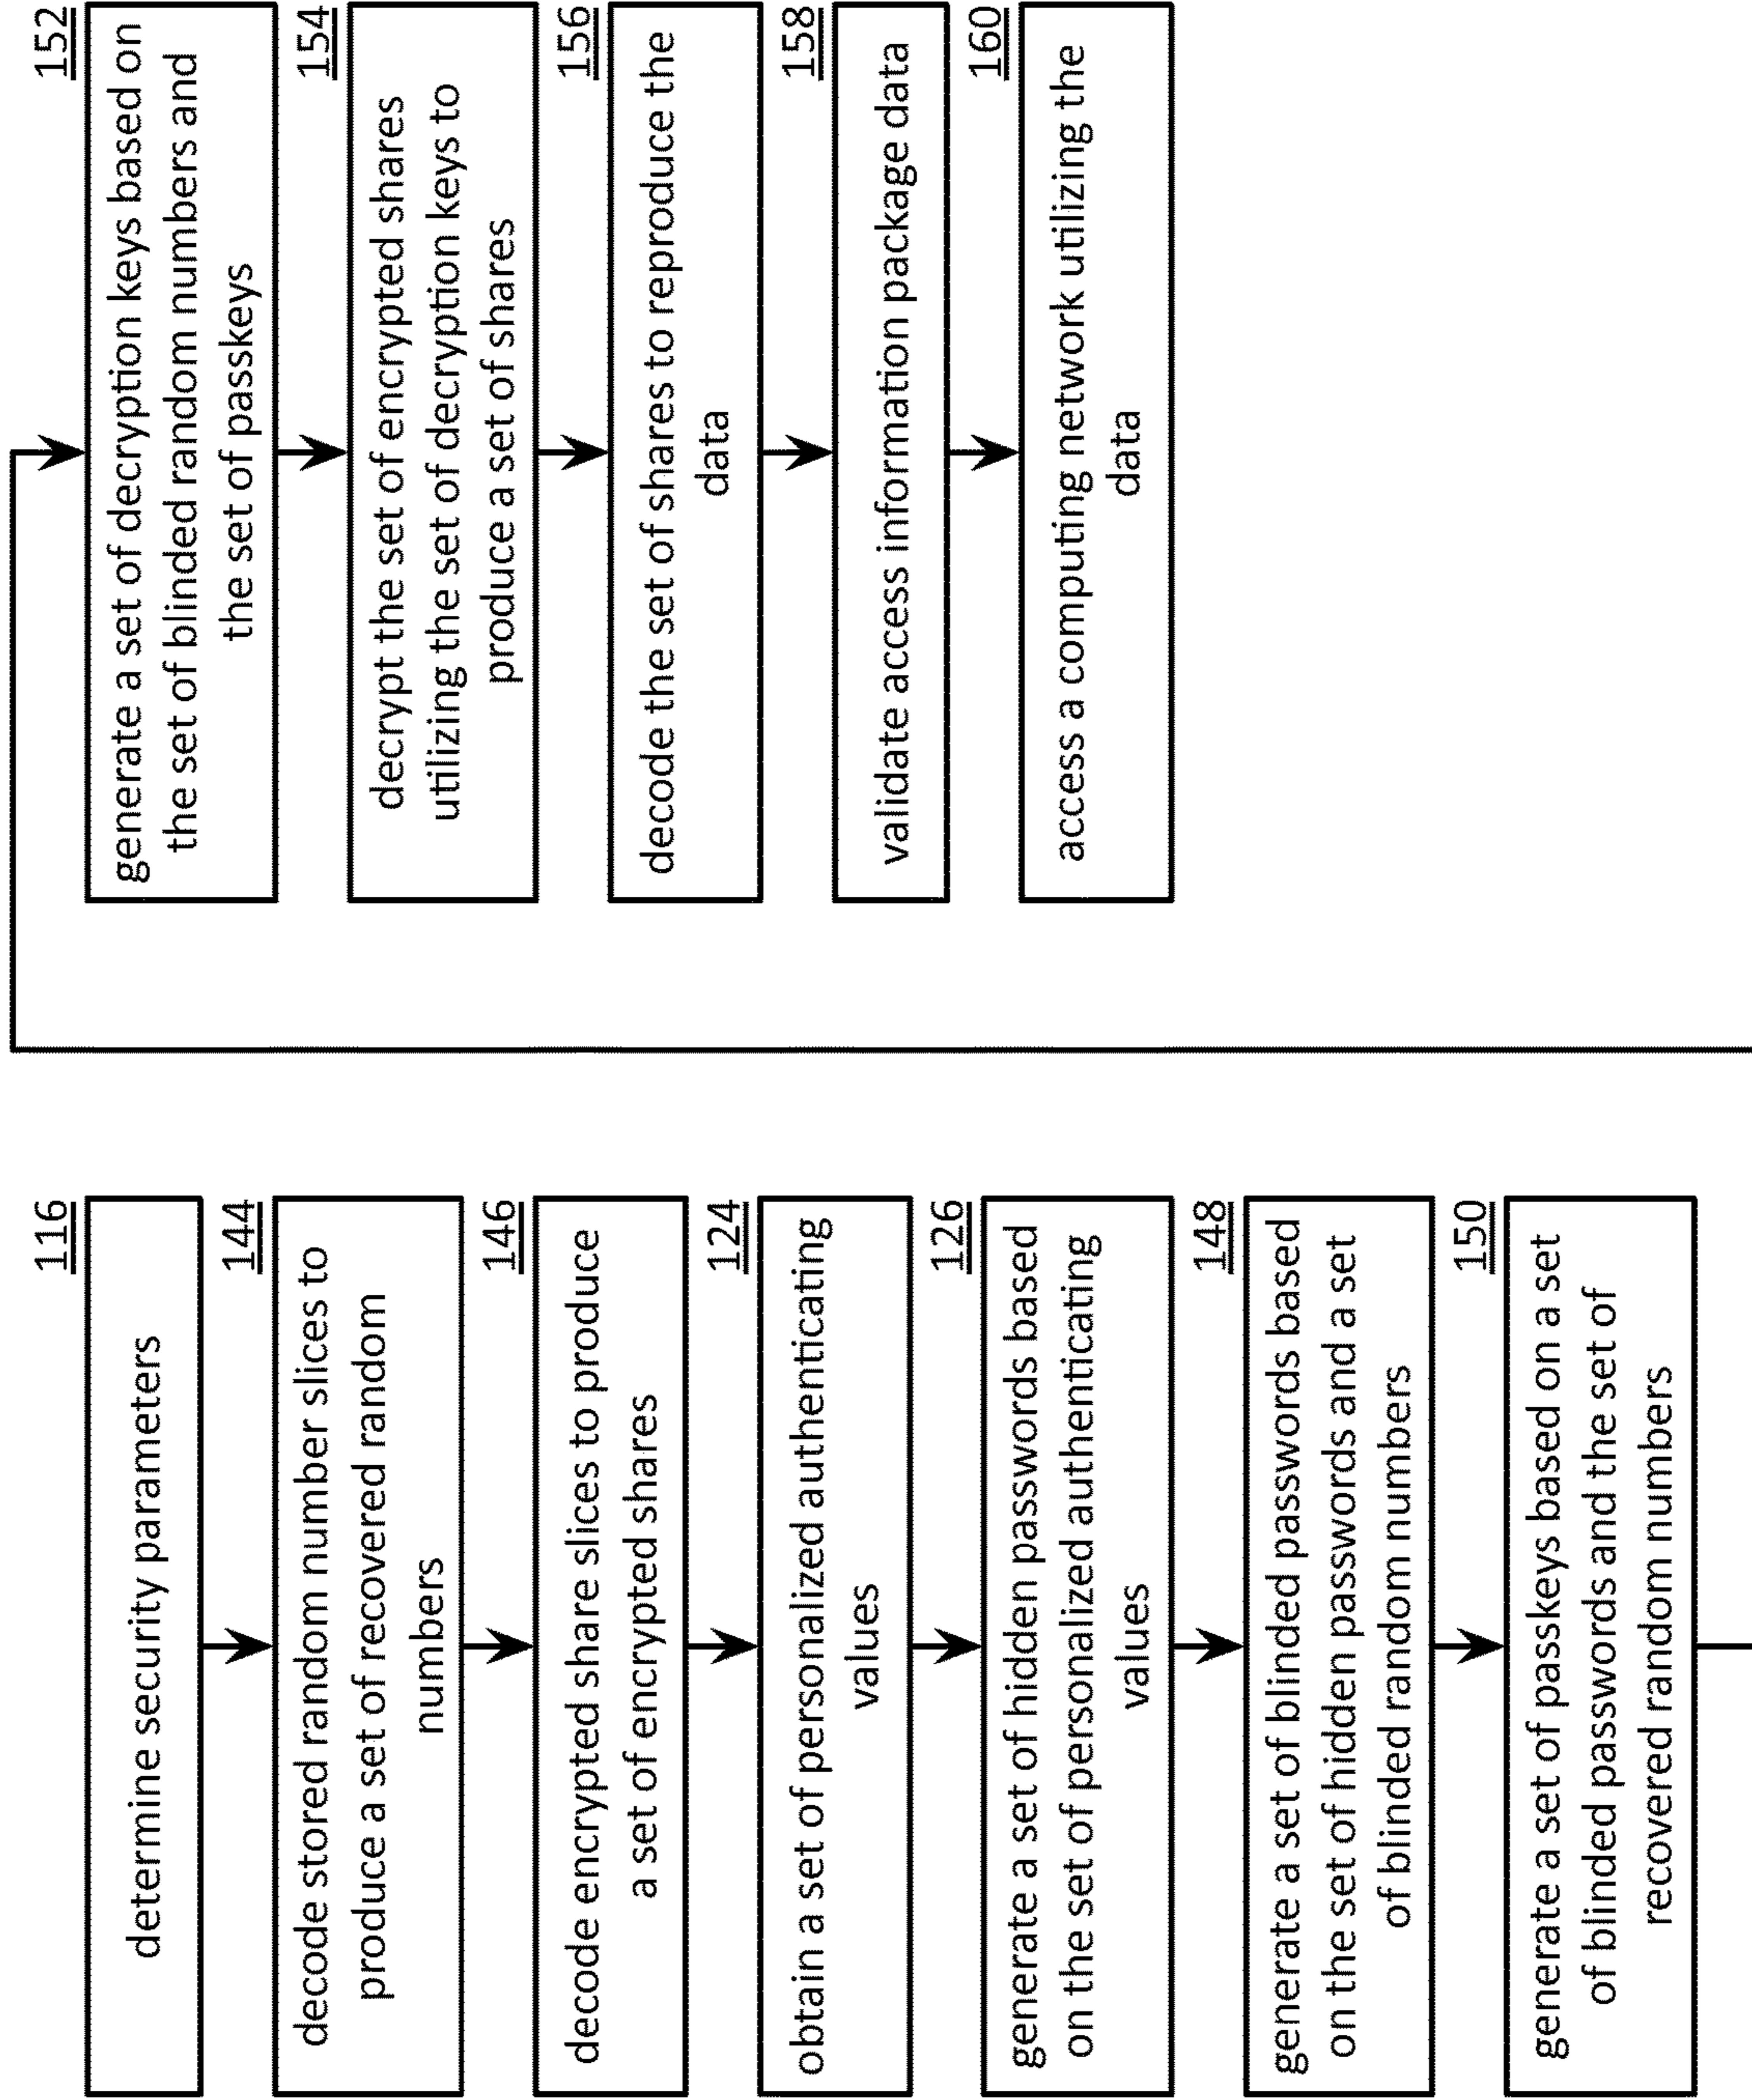 116
determine security parameters
144
decode stored random number slices to
produce a set of recovered random
numbers
146
decode encrypted share slices to produce
a set of encrypted shares
124
obtain a set of personalized authenticating
values
126
generate a set of hidden passwords based
on the set of personalized authenticating
values
148
generate a set of blinded passwords based
on the set of hidden passwords and a set
of blinded random numbers
150
generate a set of passkeys based on a set
of blinded passwords and the set of
recovered random numbers
152
generate a set of decryption keys based on
the set of blinded random numbers and
the set of passkeys
154
decrypt the set of encrypted shares
utilizing the set of decryption keys to
produce a set of shares
156
decode the set of shares to reproduce the
data
158
validate access information package data
160
access a computing network utilizing the
data